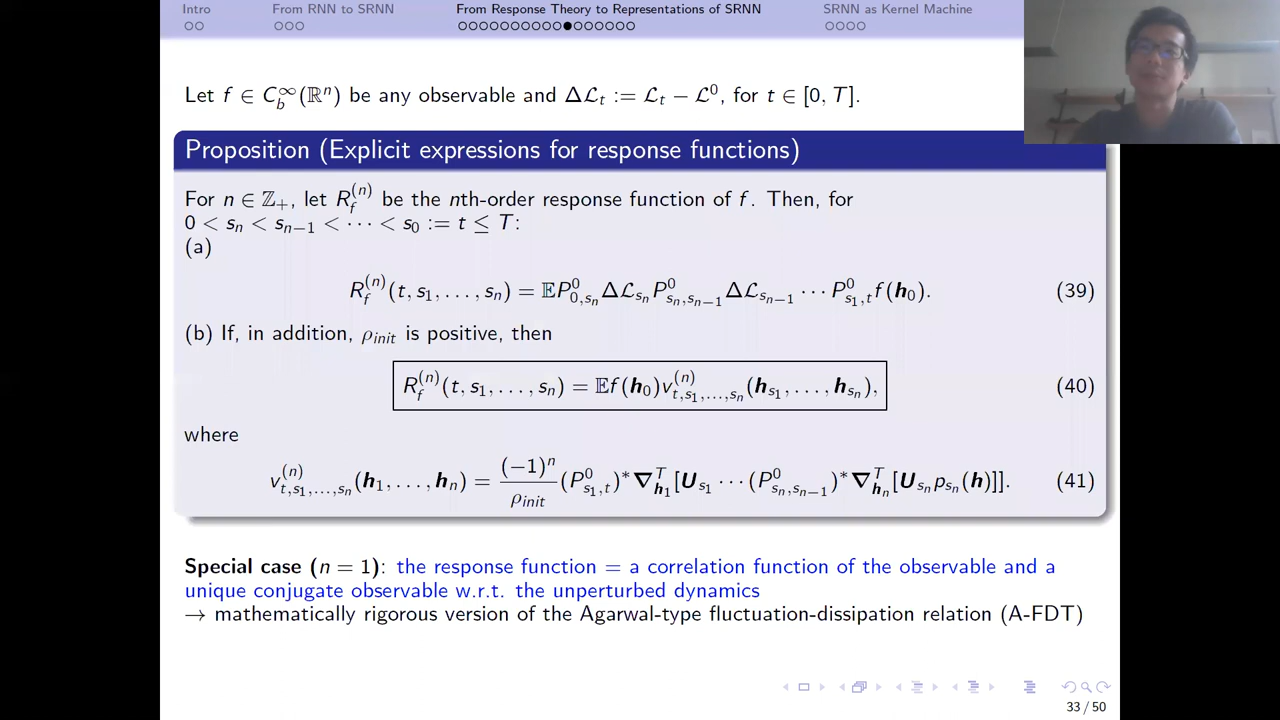 Intro From RNN to SRNN From Response Theory to Representations of SRNN SRNN as Kernel Machine
Let f ∈ C_b^∞(ℝ^n) be any observable and Δℒ_t := ℒ_t − ℒ^0, for t ∈ [0, T].
Proposition (Explicit expressions for response functions)
For n ∈ ℤ_+, let R_f^{(n)} be the nth-order response function of f. Then, for
0 < s_n < s_{n−1} < ⋯ < s_0 := t ≤ T:
(a)
R_f^{(n)}(t, s_1, …, s_n) = 𝔼P^0_{0,s_n} Δℒ_{s_n} P^0_{s_n,s_{n−1}} Δℒ_{s_{n−1}} ⋯ P^0_{s_1,t} f(h_0). (39)
(b) If, in addition, ρ_{init} is positive, then
R_f^{(n)}(t, s_1, …, s_n) = 𝔼f(h_0)v^{(n)}_{t,s_1,…,s_n}(h_{s_1}, …, h_{s_n}), (40)
where
v^{(n)}_{t,s_1,…,s_n}(h_1, …, h_n) = \frac{(−1)^n}{ρ_{init}} (P^0_{s_1,t})^* ∇^T_{h_1}[U_{s_1} ⋯ (P^0_{s_n,s_{n−1}})^* ∇^T_{h_n}[U_{s_n} p_{s_n}(h)]]. (41)
Special case (n = 1): the response function = a correlation function of the observable and a
unique conjugate observable w.r.t. the unperturbed dynamics
→ mathematically rigorous version of the Agarwal-type fluctuation-dissipation relation (A-FDT)
33 / 50